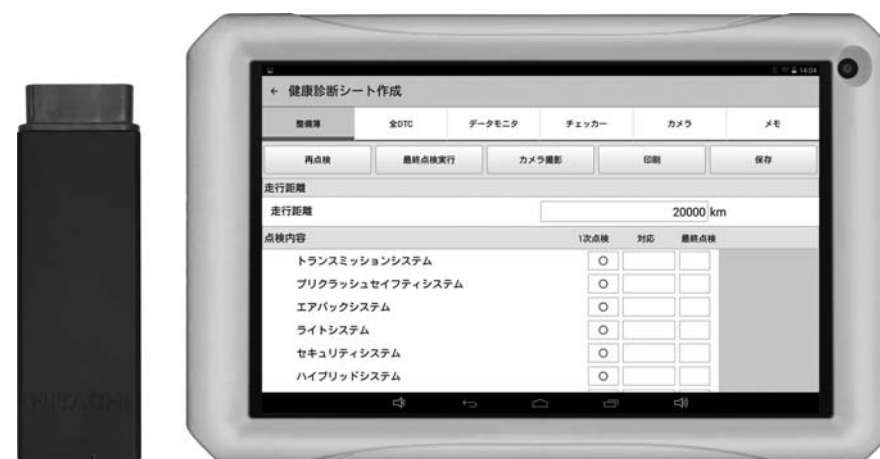 14:04
← 健康診断シート作成
整備簿 全DTC データモニタ チェッカー カメラ メモ
再点検 最終点検実行 カメラ撮影 印刷 保存
走行距離
走行距離 20000 km
点検内容 1次点検 対応 最終点検
トランスミッションシステム ○
プリクラッシュセイフティシステム ○
エアバックシステム ○
ライトシステム ○
セキュリティシステム ○
ハイブリッドシステム ○
HITACHI